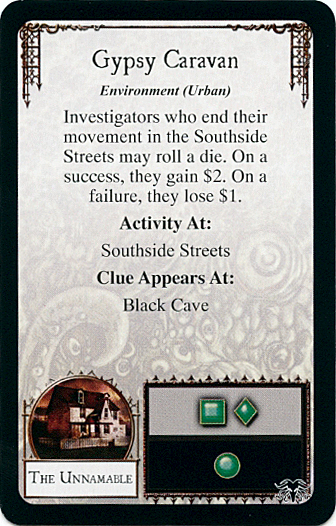 Gypsy Caravan
Environment (Urban)
Investigators who end their
movement in the Southside
Streets may roll a die. On a
success, they gain $2. On a
failure, they lose $1.
Activity At:
Southside Streets
Clue Appears At:
Black Cave
THE UNNAMABLE